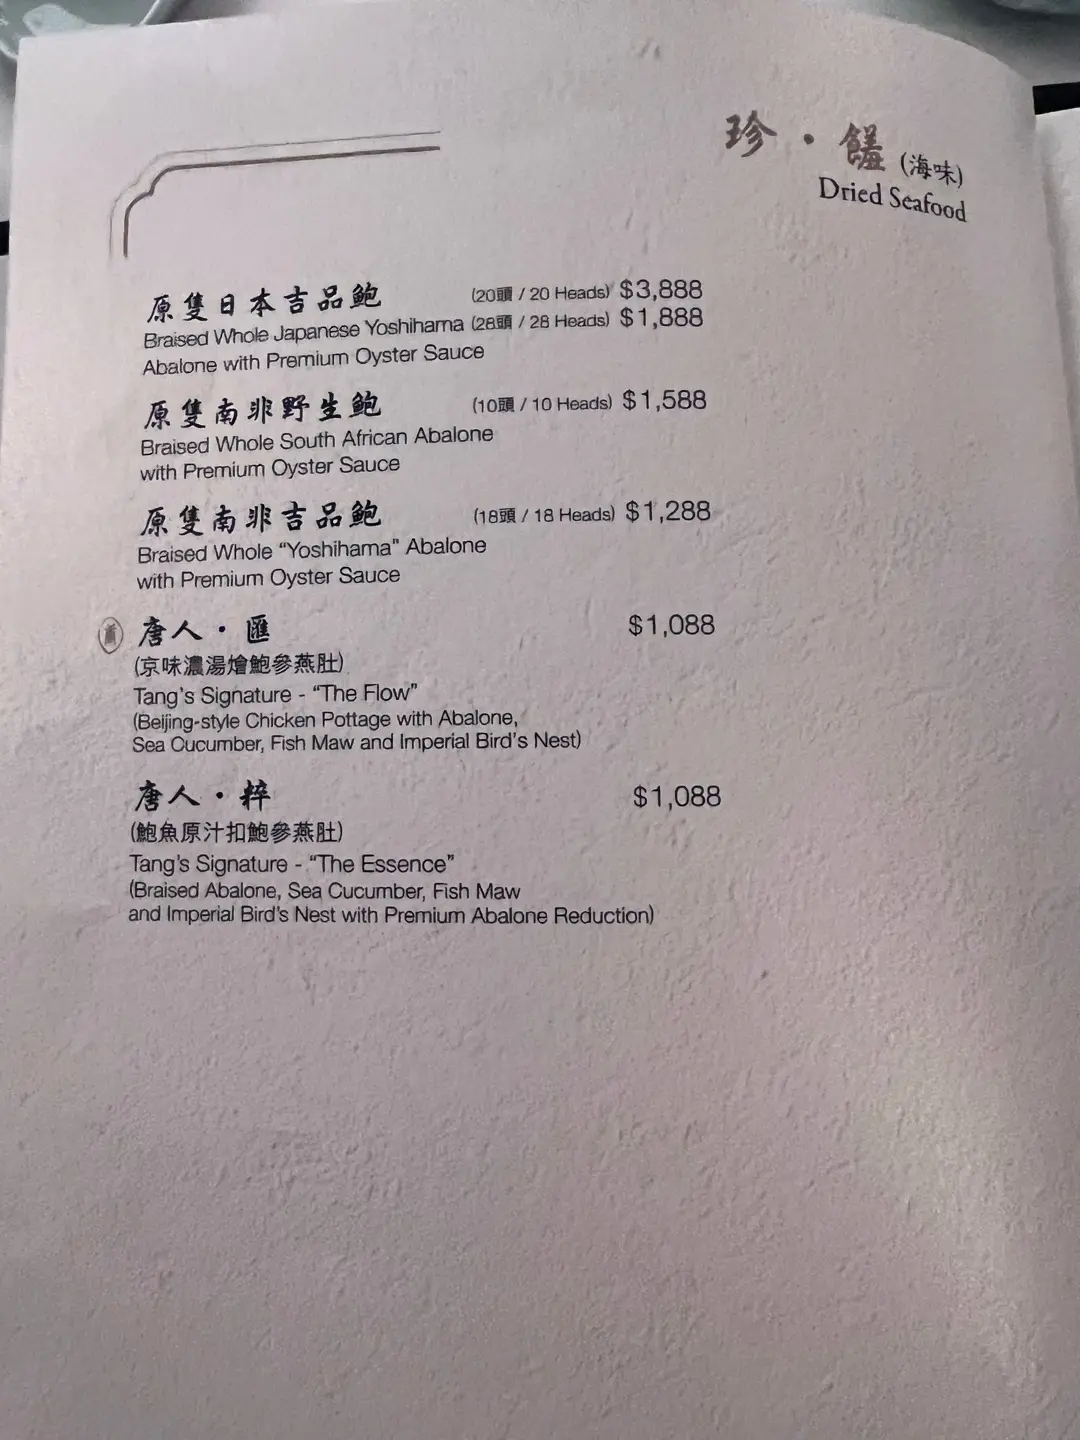 珍・饈 (海味)
Dried Seafood
原隻日本吉品鮑 (20頭 / 20 Heads) $3,888
Braised Whole Japanese Yoshihama (28頭 / 28 Heads) $1,888
Abalone with Premium Oyster Sauce
原隻南非野生鮑 (10頭 / 10 Heads) $1,588
Braised Whole South African Abalone
with Premium Oyster Sauce
原隻南非吉品鮑 (18頭 / 18 Heads) $1,288
Braised Whole “Yoshihama” Abalone
with Premium Oyster Sauce
唐人・匯 $1,088
(京味濃湯燴鮑參燕肚)
Tang's Signature - “The Flow”
(Beijing-style Chicken Pottage with Abalone,
Sea Cucumber, Fish Maw and Imperial Bird's Nest)
唐人・粹 $1,088
(鮑魚原汁扣鮑參燕肚)
Tang's Signature - “The Essence”
(Braised Abalone, Sea Cucumber, Fish Maw
and Imperial Bird's Nest with Premium Abalone Reduction)